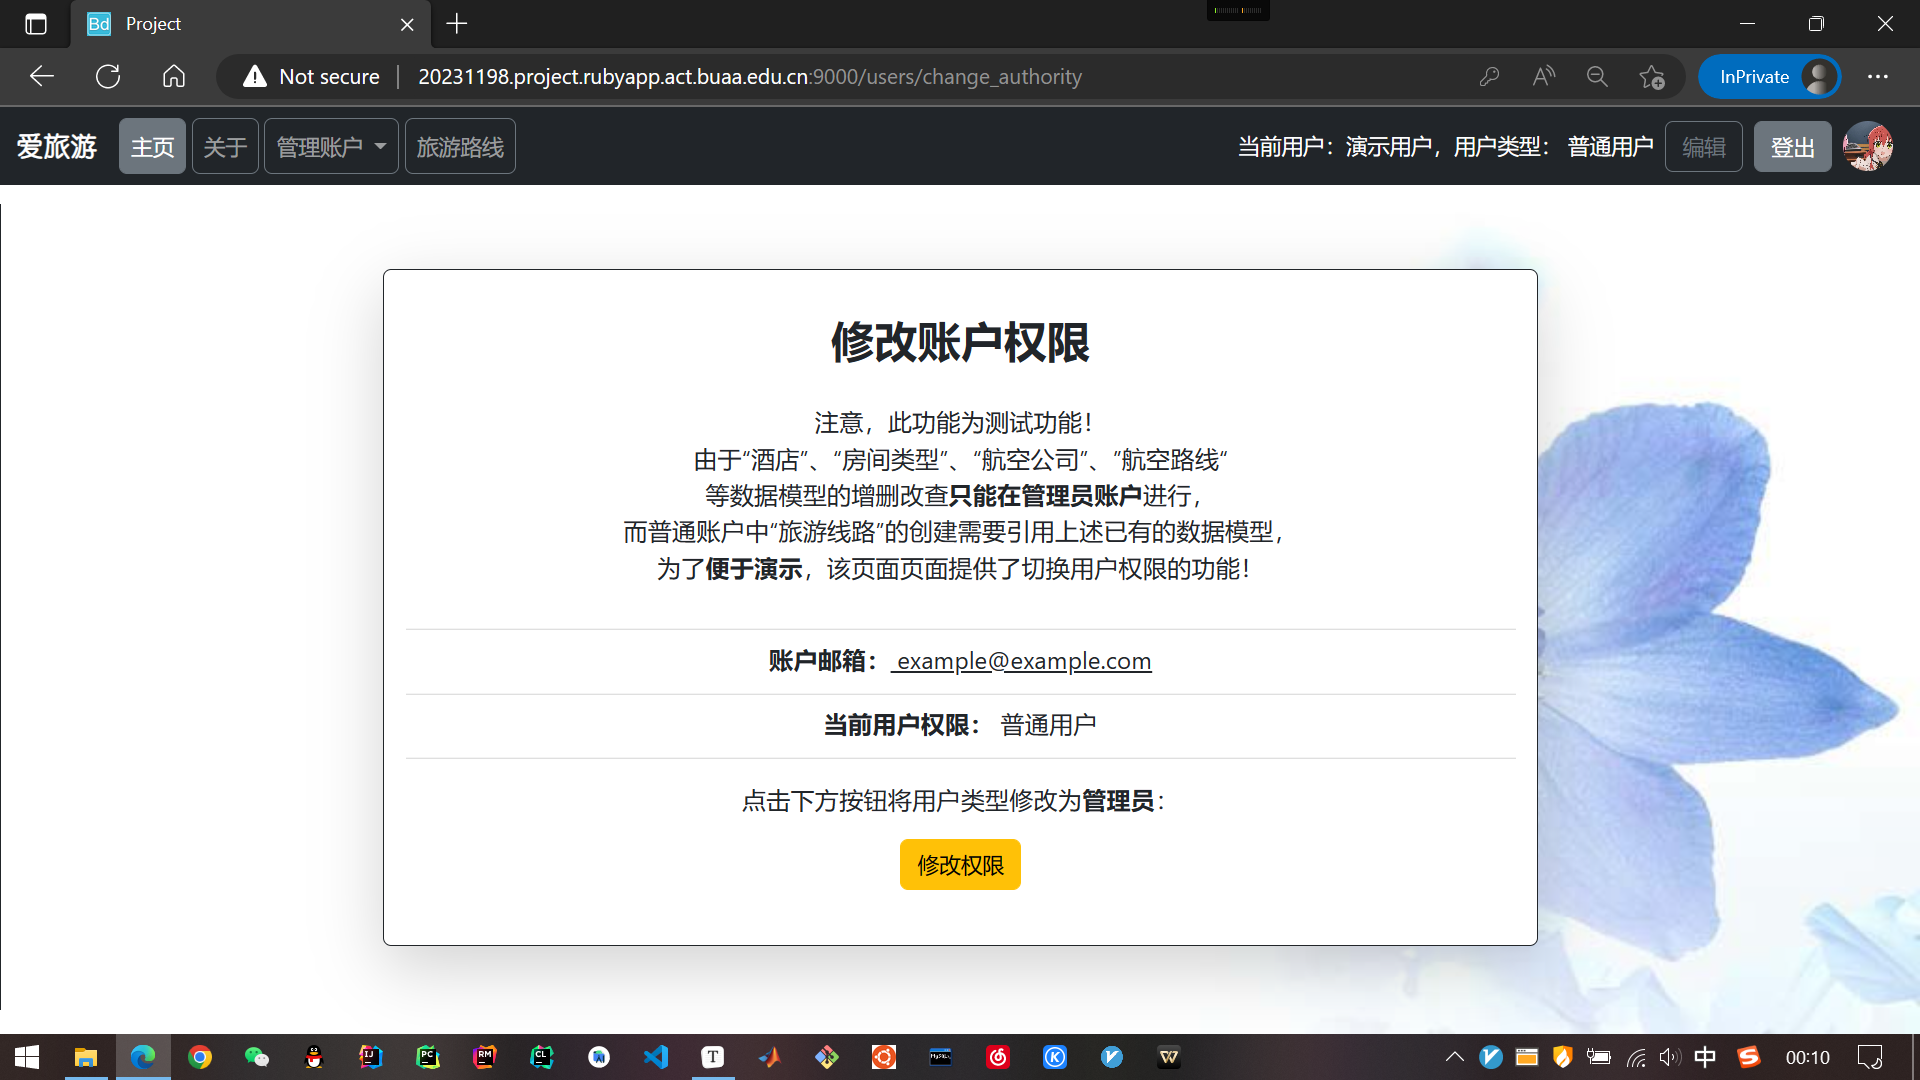 Project
Not secure
20231198.project.rubyapp.act.buaa.edu.cn:9000/users/change_authority
InPrivate
爱旅游
主页
关于
管理账户
旅游路线
当前用户：演示用户，用户类型： 普通用户
编辑
登出
修改账户权限
注意，此功能为测试功能！
由于“酒店”、“房间类型”、“航空公司”、”航空路线“
等数据模型的增删改查只能在管理员账户进行，
而普通账户中“旅游线路”的创建需要引用上述已有的数据模型，
为了便于演示，该页面页面提供了切换用户权限的功能！
账户邮箱： example@example.com
当前用户权限： 普通用户
点击下方按钮将用户类型修改为管理员：
修改权限
中
00:10